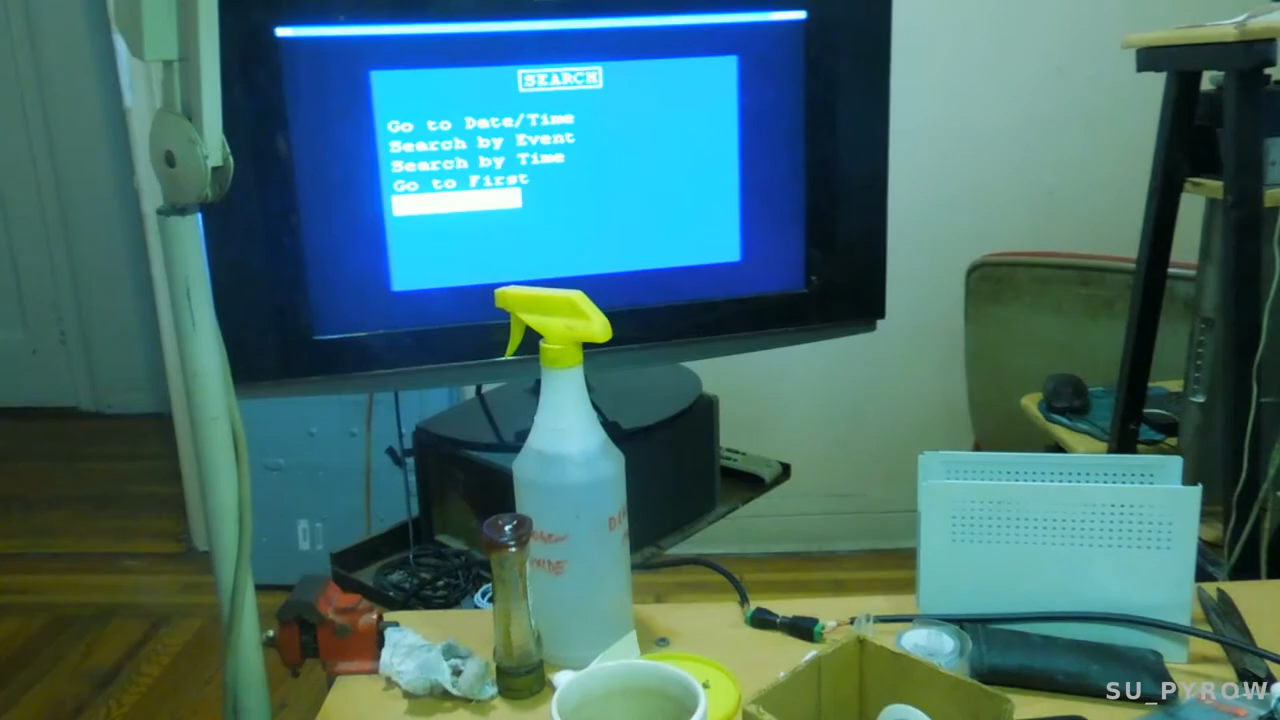 SEARCH
Go to Date/Time
Search by Event
Search by Time
Go to First
SU_PYROW